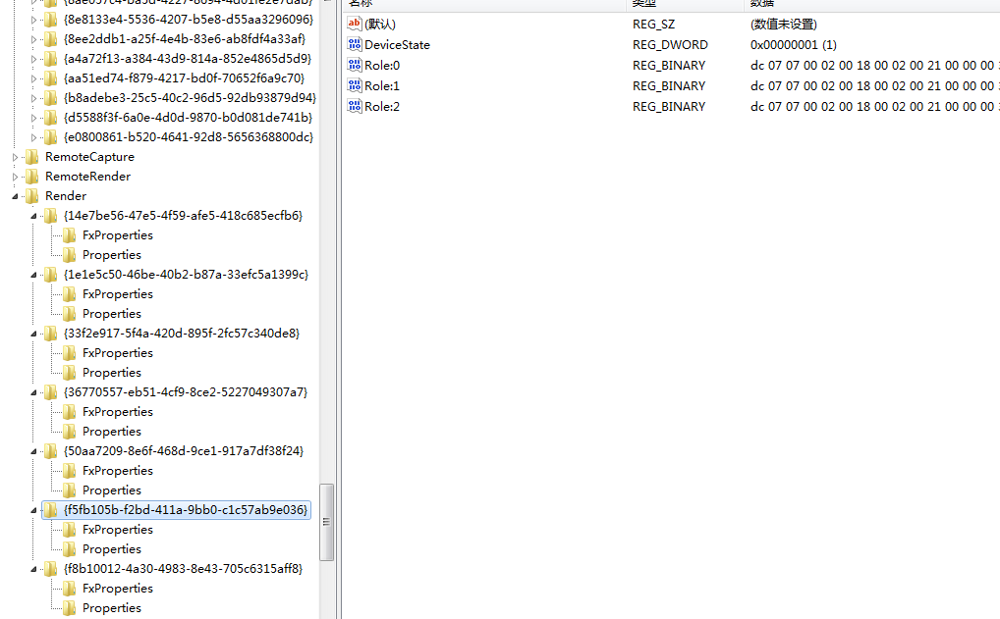 {8e8133e4-5536-4207-b5e8-d55aa3296096}
{8ee2ddb1-a25f-4e4b-83e6-ab8fdf4a33af}
{a4a72f13-a384-43d9-814a-852e4865d5d9}
{aa51ed74-f879-4217-bd0f-70652f6a9c70}
{b8adebe3-25c5-40c2-96d5-92db93879d94}
{d5588f3f-6a0e-4d0d-9870-b0d081de741b}
{e0800861-b520-4641-92d8-5656368800dc}
RemoteCapture
RemoteRender
Render
{14e7be56-47e5-4f59-afe5-418c685ecfb6}
FxProperties
Properties
{1e1e5c50-46be-40b2-b87a-33efc5a1399c}
FxProperties
Properties
{33f2e917-5f4a-420d-895f-2fc57c340de8}
FxProperties
Properties
{36770557-eb51-4cf9-8ce2-5227049307a7}
FxProperties
Properties
{50aa7209-8e6f-468d-9ce1-917a7df38f24}
FxProperties
Properties
{f5fb105b-f2bd-411a-9bb0-c1c57ab9e036}
FxProperties
Properties
{f8b10012-4a30-4983-8e43-705c6315aff8}
FxProperties
Properties
名称 类型 数据
(默认) REG_SZ (数值未设置)
DeviceState REG_DWORD 0x00000001 (1)
Role:0 REG_BINARY dc 07 07 00 02 00 18 00 02 00 21 00 00 00
Role:1 REG_BINARY dc 07 07 00 02 00 18 00 02 00 21 00 00 00
Role:2 REG_BINARY dc 07 07 00 02 00 18 00 02 00 21 00 00 00